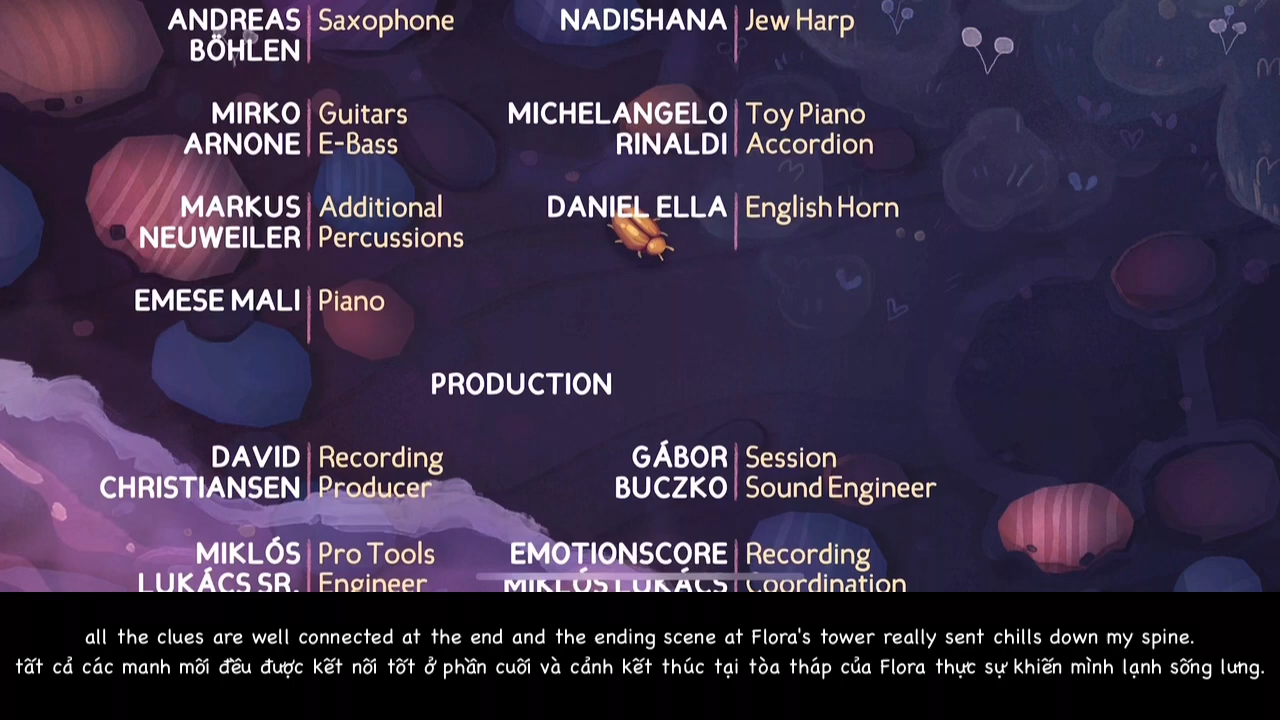 ANDREAS BÖHLEN
Saxophone
NADISHANA
Jew Harp
MIRKO ARNONE
Guitars
E-Bass
MICHELANGELO RINALDI
Toy Piano
Accordion
MARKUS NEUWEILER
Additional Percussions
DANIEL ELLA
English Horn
EMESE MALI
Piano
PRODUCTION
DAVID CHRISTIANSEN
Recording Producer
GÁBOR BUCZKO
Session Sound Engineer
MIKLÓS LUKÁCS SR.
Pro Tools Engineer
EMOTIONSCORE MIKLÓS LUKÁCS
Recording Coordination
all the clues are well connected at the end and the ending scene at Flora's tower really sent chills down my spine.
tất cả các manh mối đều được kết nối tốt ở phần cuối và cảnh kết thúc tại tòa tháp của Flora thực sự khiến mình lạnh sống lưng.